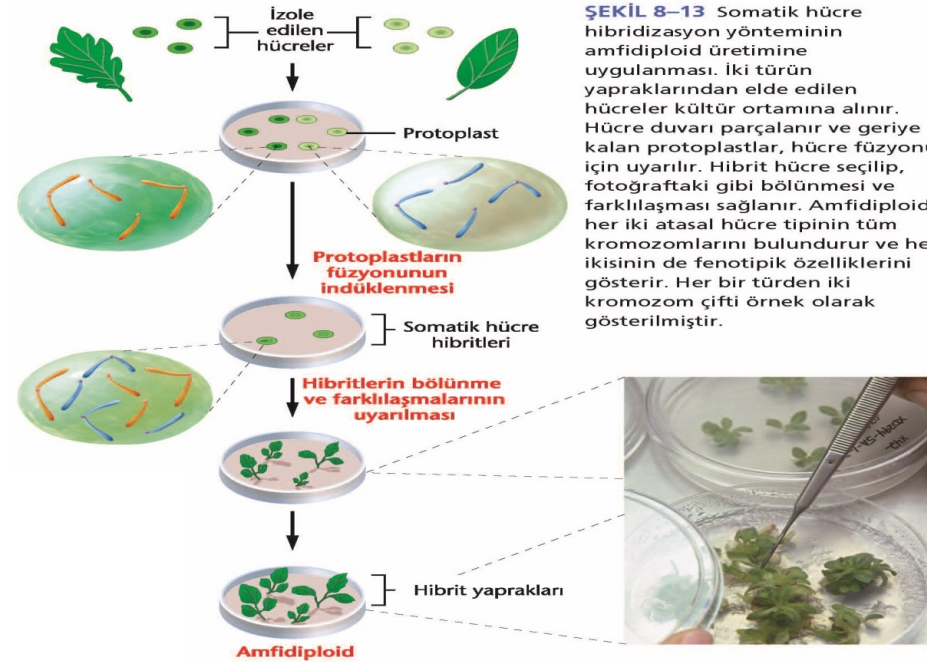 İzole
edilen
hücreler
Protoplast
Protoplastların
füzyonunun
indüklenmesi
Somatik hücre
hibritleri
Hibritlerin bölünme
ve farklılaşmalarının
uyarılması
Hibrit yaprakları
Amfidiploid
ŞEKİL 8–13 Somatik hücre
hibridizasyon yönteminin
amfidiploid üretimine
uygulanması. İki türün
yapraklarından elde edilen
hücreler kültür ortamına alınır.
Hücre duvarı parçalanır ve geriye
kalan protoplastlar, hücre füzyonu
için uyarılır. Hibrit hücre seçilip,
fotoğraftaki gibi bölünmesi ve
farklılaşması sağlanır. Amfidiploid
her iki atasal hücre tipinin tüm
kromozomlarını bulundurur ve he
ikisinin de fenotipik özelliklerini
gösterir. Her bir türden iki
kromozom çifti örnek olarak
gösterilmiştir.